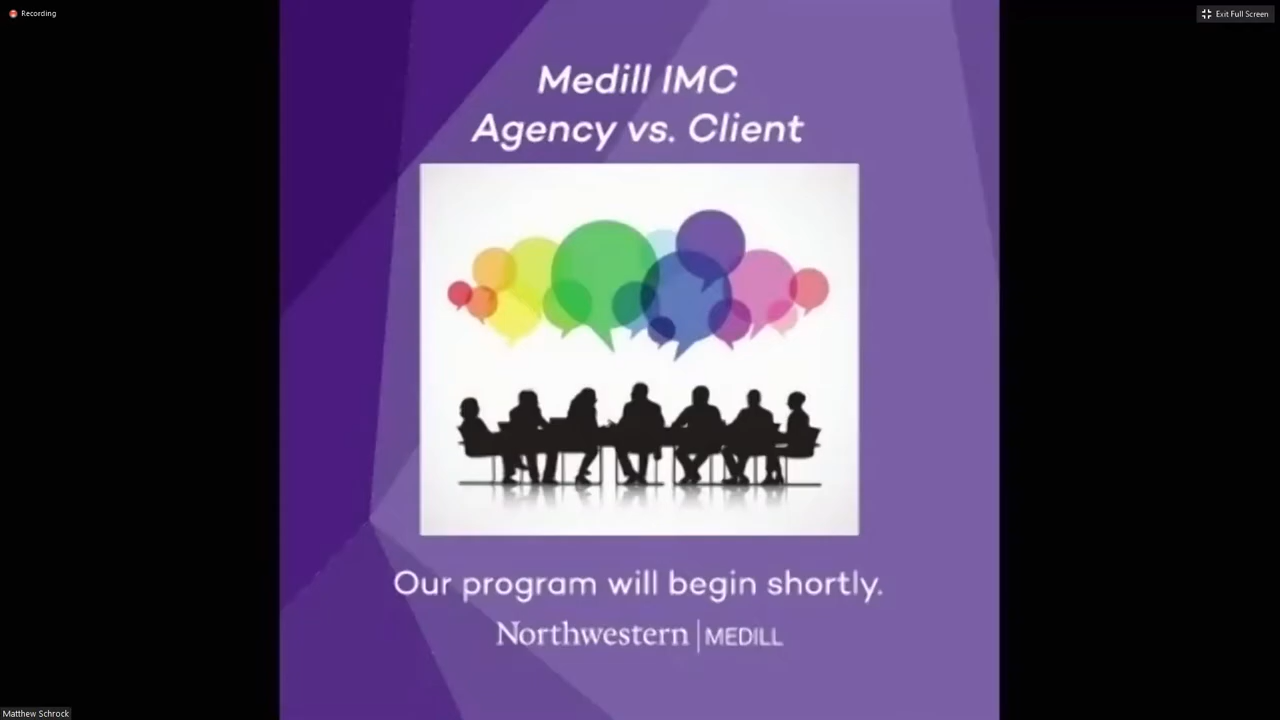 Recording
Exit Full Screen
Medill IMC
Agency vs. Client
Our program will begin shortly.
Northwestern | MEDILL
Matthew Schrock